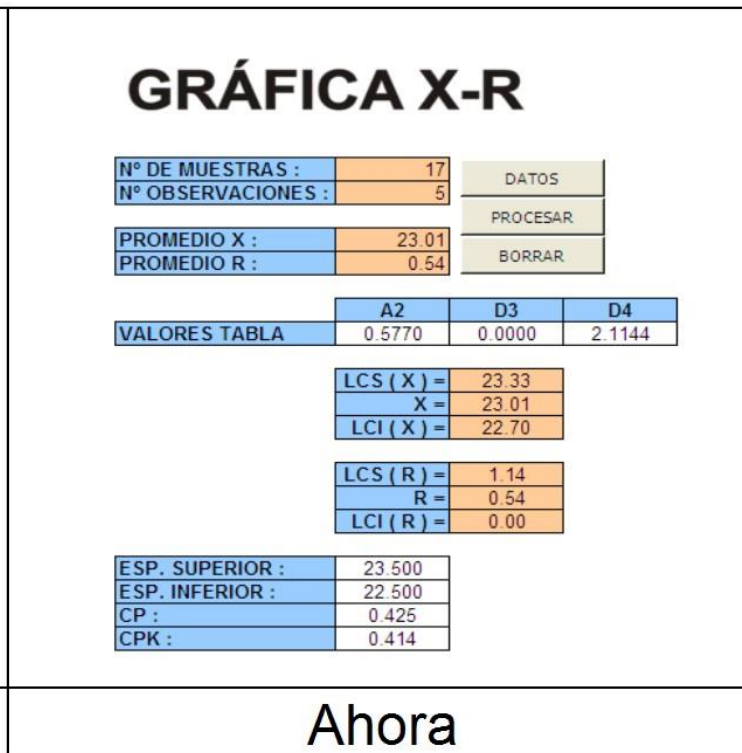 GRÁFICA X-R
Nº DE MUESTRAS : 17
Nº OBSERVACIONES : 5
DATOS
PROCESAR
BORRAR
PROMEDIO X : 23.01
PROMEDIO R : 0.54
A2 D3 D4
VALORES TABLA 0.5770 0.0000 2.1144
LCS ( X ) = 23.33
X = 23.01
LCI ( X ) = 22.70
LCS ( R ) = 1.14
R = 0.54
LCI ( R ) = 0.00
ESP. SUPERIOR : 23.500
ESP. INFERIOR : 22.500
CP : 0.425
CPK : 0.414
Ahora